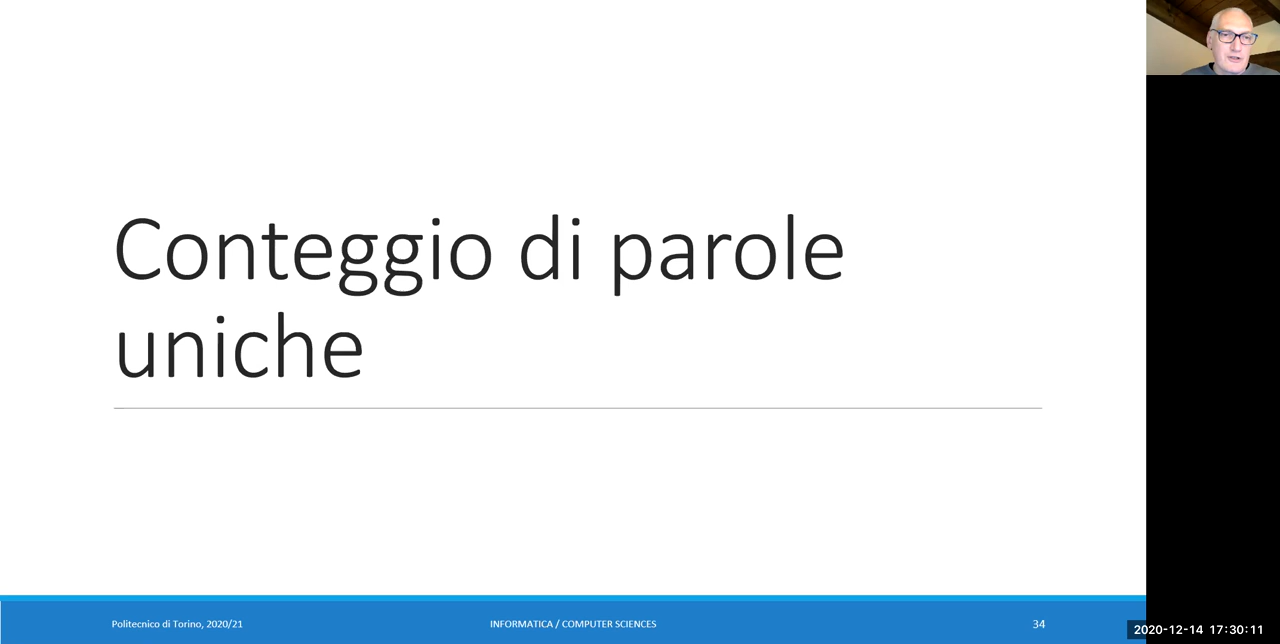 Conteggio di parole
uniche
Politecnico di Torino, 2020/21
INFORMATICA / COMPUTER SCIENCES
34
2020-12-14 17:30:11